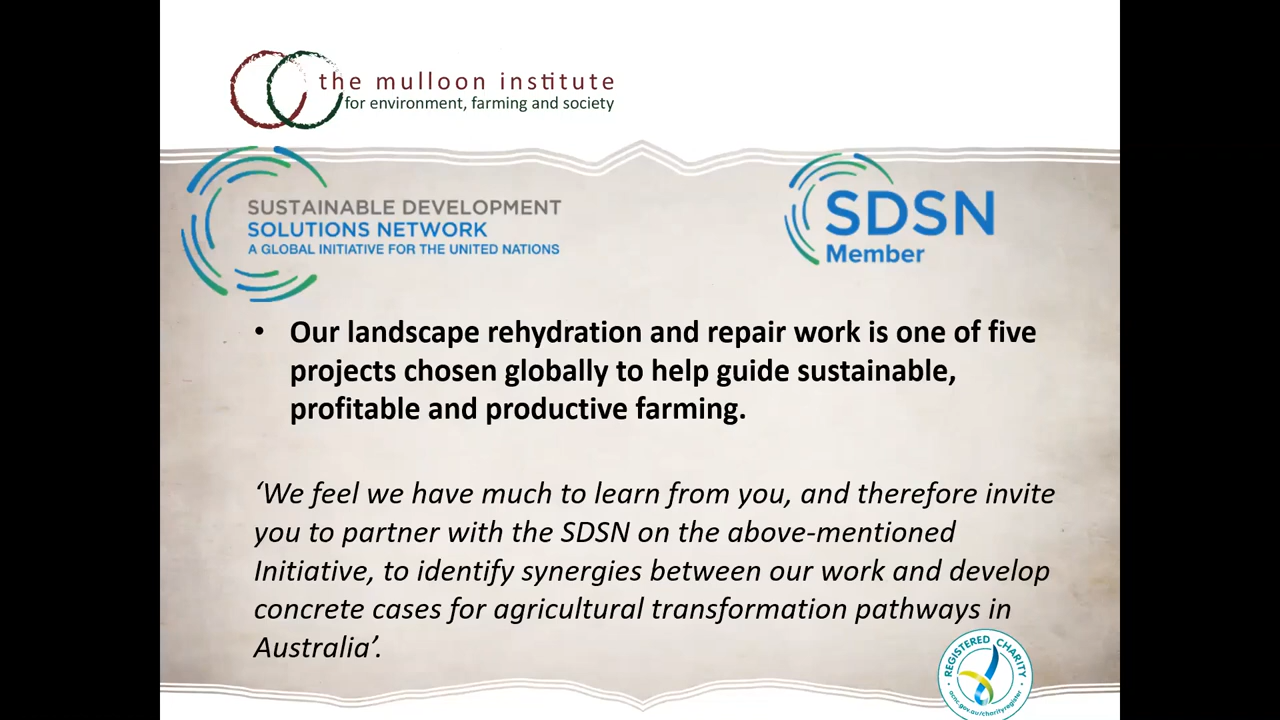 the mulloon institute
for environment, farming and society
SUSTAINABLE DEVELOPMENT
SOLUTIONS NETWORK
A GLOBAL INITIATIVE FOR THE UNITED NATIONS
SDSN
Member
• Our landscape rehydration and repair work is one of five
projects chosen globally to help guide sustainable,
profitable and productive farming.
‘We feel we have much to learn from you, and therefore invite
you to partner with the SDSN on the above-mentioned
Initiative, to identify synergies between our work and develop
concrete cases for agricultural transformation pathways in
Australia’.
REGISTERED CHARITY
acnc.gov.au/charityregister